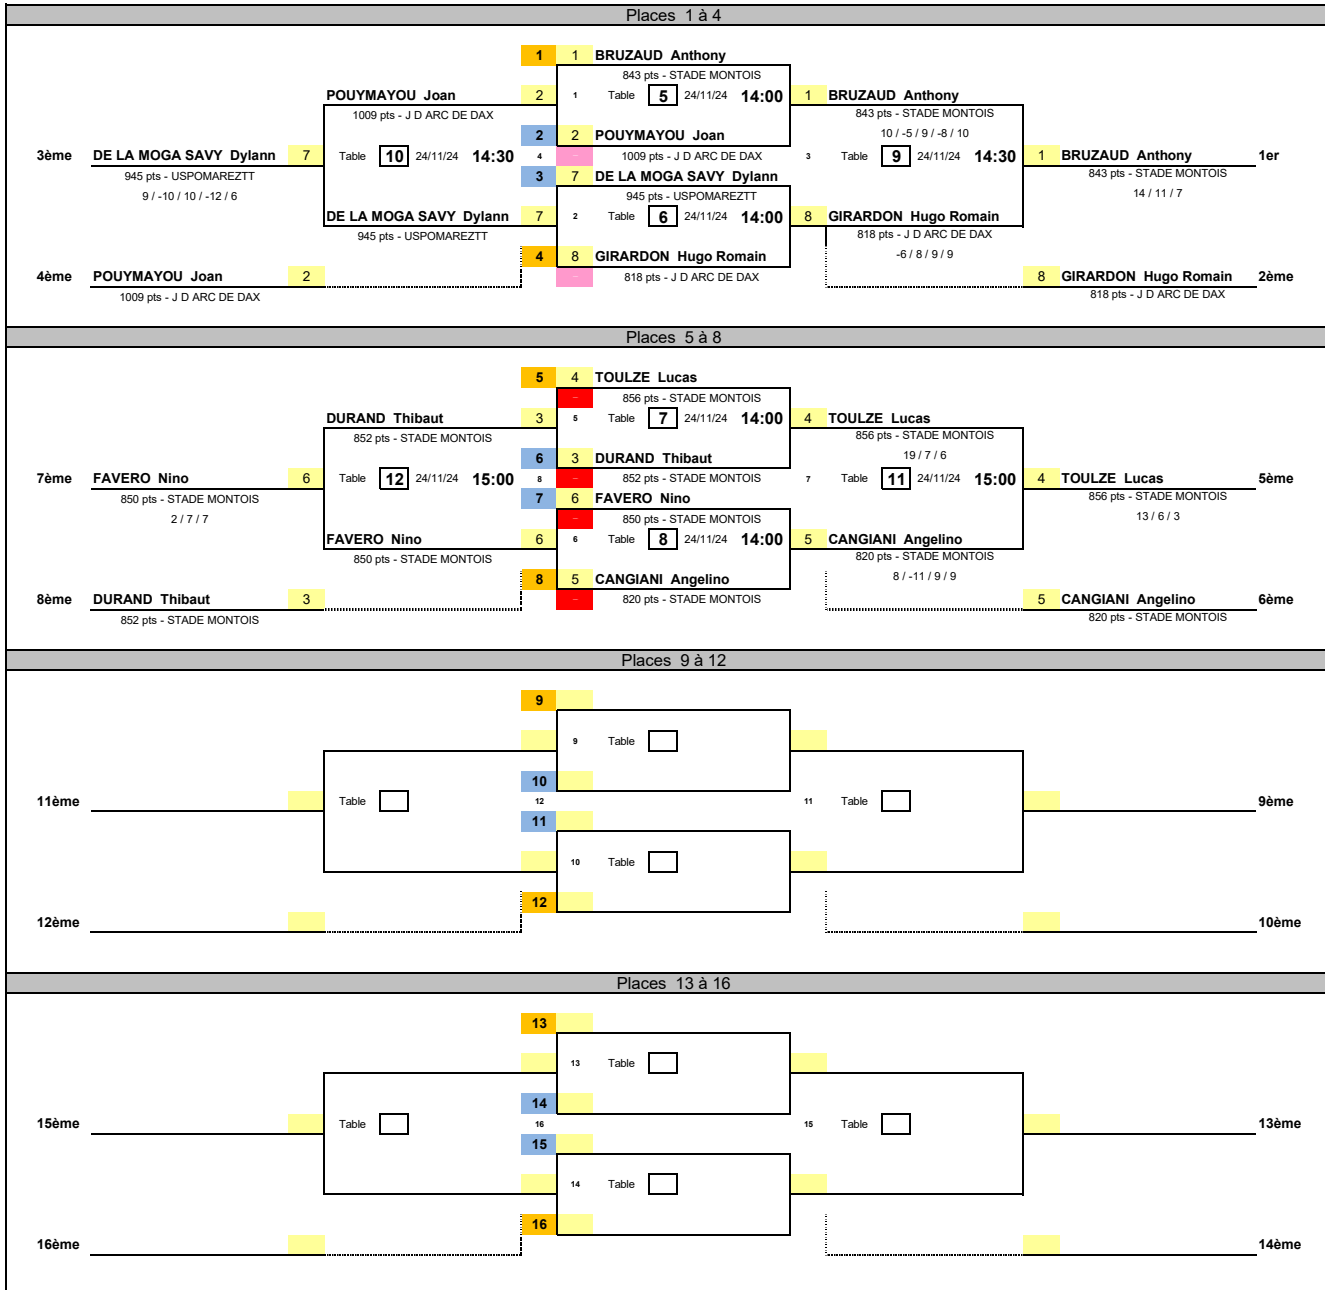 Places 1 à 4
1 1 BRUZAUD Anthony
843 pts - STADE MONTOIS
POUYMAYOU Joan 2 1 Table 5 24/11/24 14:00 1 BRUZAUD Anthony
1009 pts - J D ARC DE DAX 843 pts - STADE MONTOIS
10 / -5 / 9 / -8 / 10
2 2 POUYMAYOU Joan
3ème DE LA MOGA SAVY Dylann 7 Table 10 24/11/24 14:30 4 1009 pts - J D ARC DE DAX 3 Table 9 24/11/24 14:30 1 BRUZAUD Anthony 1er
945 pts - USPOMAREZTT 3 7 DE LA MOGA SAVY Dylann 843 pts - STADE MONTOIS
9 / -10 / 10 / -12 / 6 945 pts - USPOMAREZTT 14 / 11 / 7
DE LA MOGA SAVY Dylann 7 2 Table 6 24/11/24 14:00 8 GIRARDON Hugo Romain
945 pts - USPOMAREZTT 818 pts - J D ARC DE DAX
4 8 GIRARDON Hugo Romain -6 / 8 / 9 / 9
4ème POUYMAYOU Joan 2 818 pts - J D ARC DE DAX 8 GIRARDON Hugo Romain 2ème
1009 pts - J D ARC DE DAX 818 pts - J D ARC DE DAX
Places 5 à 8
5 4 TOULZE Lucas
856 pts - STADE MONTOIS
DURAND Thibaut 3 5 Table 7 24/11/24 14:00 4 TOULZE Lucas
852 pts - STADE MONTOIS 856 pts - STADE MONTOIS
6 3 DURAND Thibaut 19 / 7 / 6
7ème FAVERO Nino 6 Table 12 24/11/24 15:00 8 852 pts - STADE MONTOIS 7 Table 11 24/11/24 15:00 4 TOULZE Lucas 5ème
850 pts - STADE MONTOIS 7 6 FAVERO Nino 856 pts - STADE MONTOIS
2 / 7 / 7 850 pts - STADE MONTOIS 13 / 6 / 3
FAVERO Nino 6 6 Table 8 24/11/24 14:00 5 CANGIANI Angelino
850 pts - STADE MONTOIS 820 pts - STADE MONTOIS
8 5 CANGIANI Angelino 8 / -11 / 9 / 9
8ème DURAND Thibaut 3 820 pts - STADE MONTOIS 5 CANGIANI Angelino 6ème
852 pts - STADE MONTOIS 820 pts - STADE MONTOIS
Places 9 à 12
9
9 Table
10
11ème Table 12 11 Table 9ème
11
10 Table
12
12ème 10ème
Places 13 à 16
13
13 Table
14
15ème Table 16 15 Table 13ème
15
14 Table
16
16ème 14ème